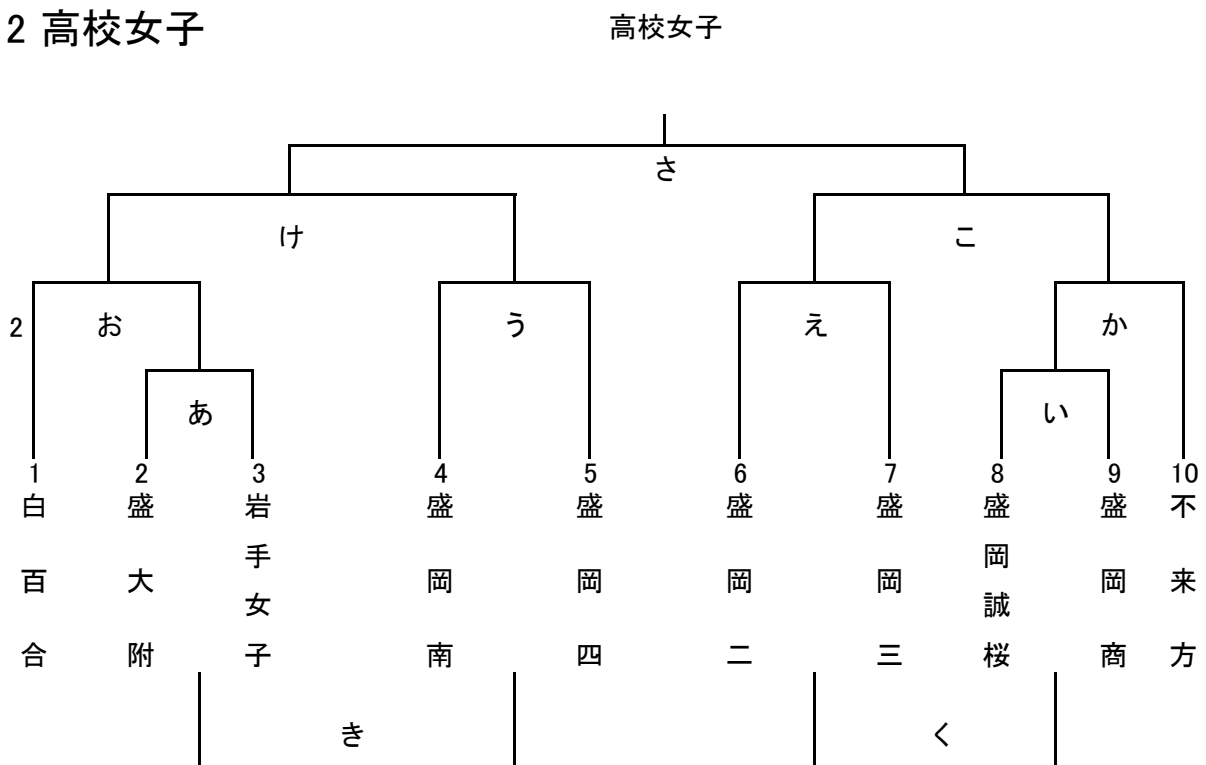 2 高校女子
高校女子
さ
け
こ
2
お
う
え
か
あ
い
1
2
3
4
5
6
7
8
9
10
白百合
盛大附
岩手女子
盛岡南
盛岡四
盛岡二
盛岡三
盛岡誠桜
盛岡商
不来方
き
く